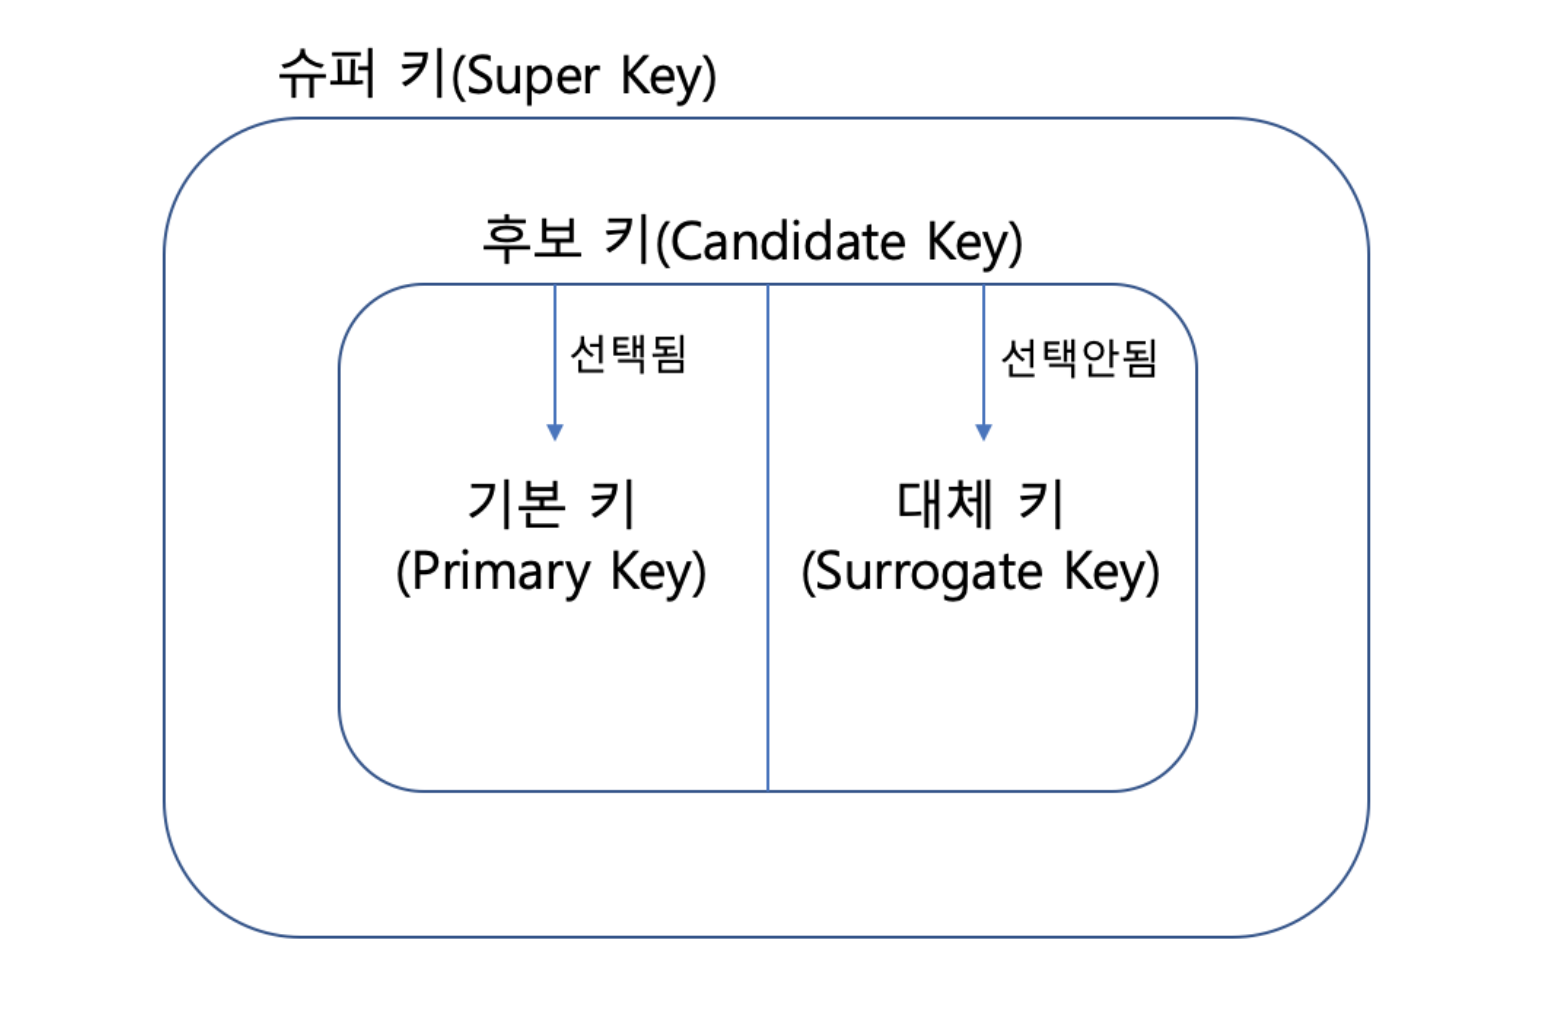 슈퍼 키(Super Key)
후보 키(Candidate Key)
선택됨
선택안됨
기본 키
(Primary Key)
대체 키
(Surrogate Key)